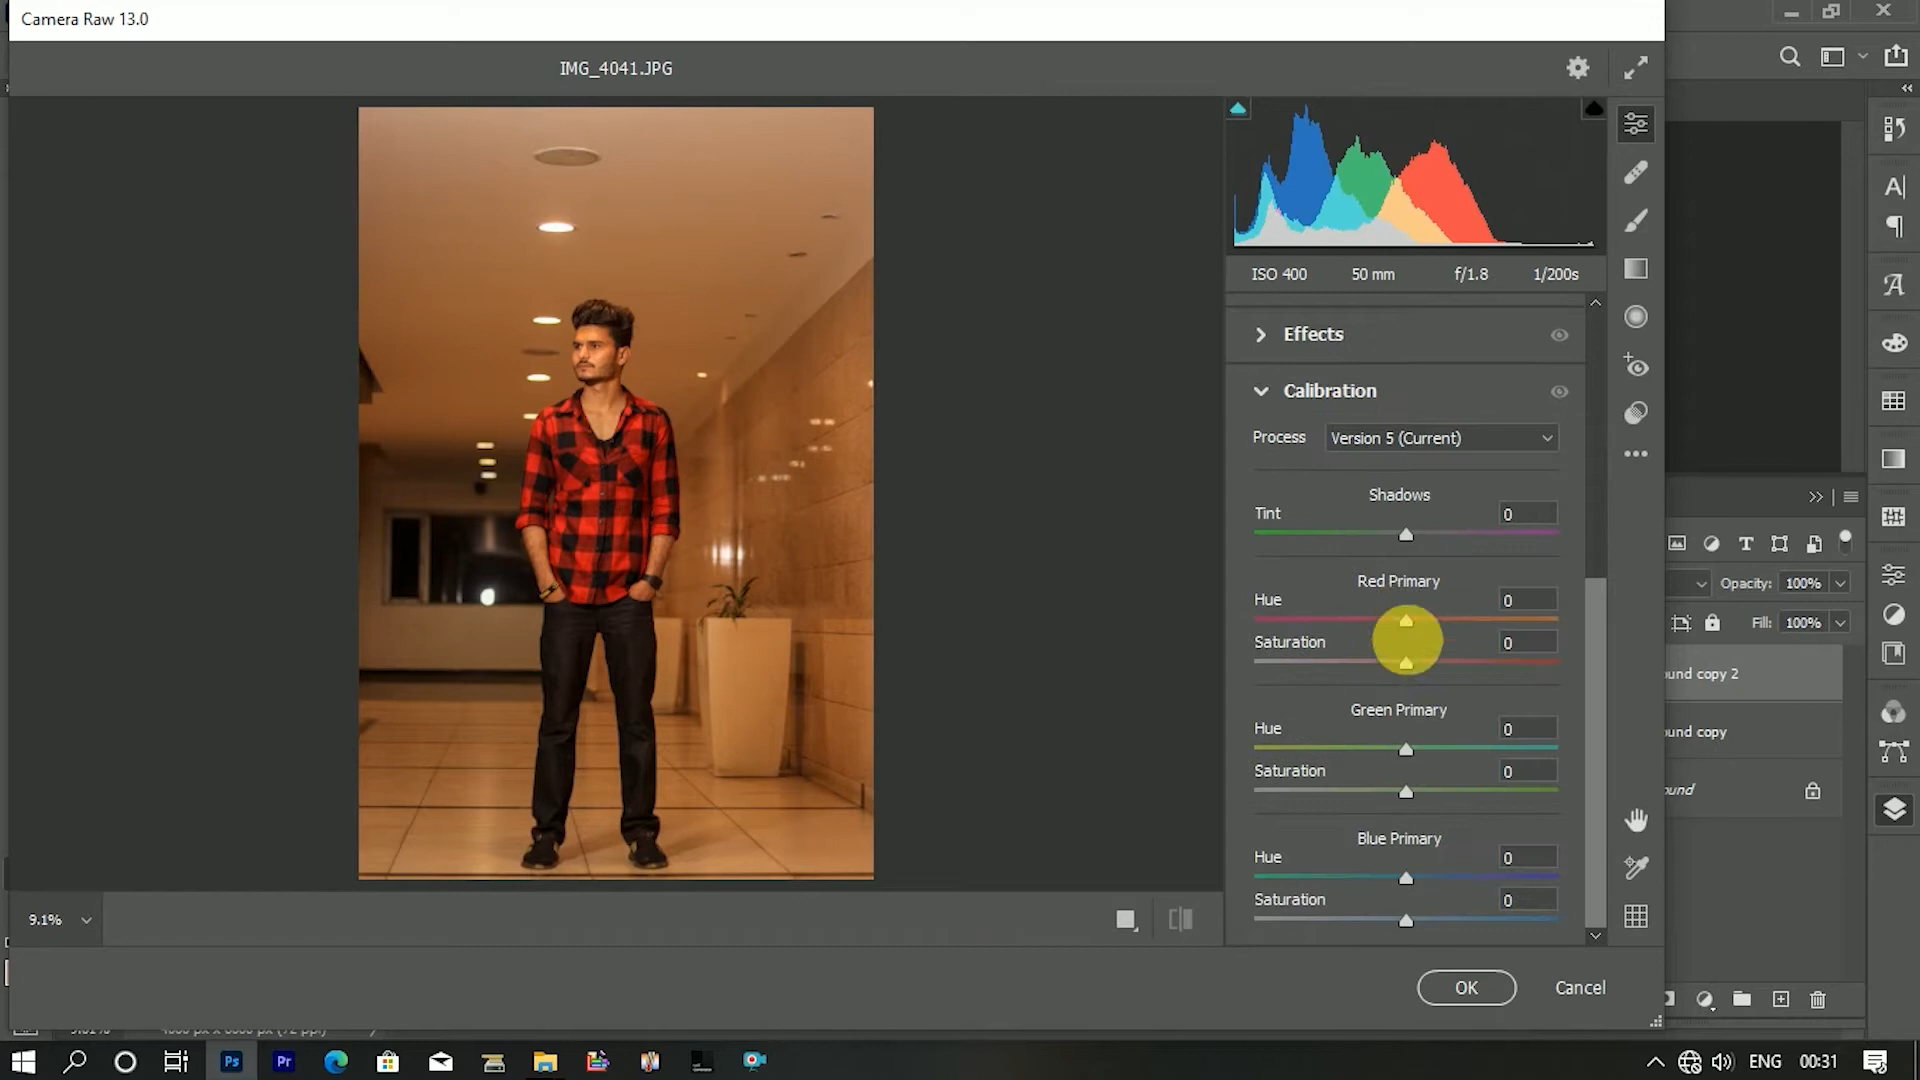 Camera Raw 13.0
IMG_4041.JPG
ISO 400 50 mm f/1.8 1/200s
Effects
Calibration
Process Version 5 (Current)
Shadows
Tint 0
Red Primary
Hue 0
Saturation 0
Green Primary
Hue 0
Saturation 0
Blue Primary
Hue 0
Saturation 0
9.1%
OK Cancel
Opacity: 100%
Fill: 100%
und copy 2
und copy
und
Ps Pr
ENG 00:31